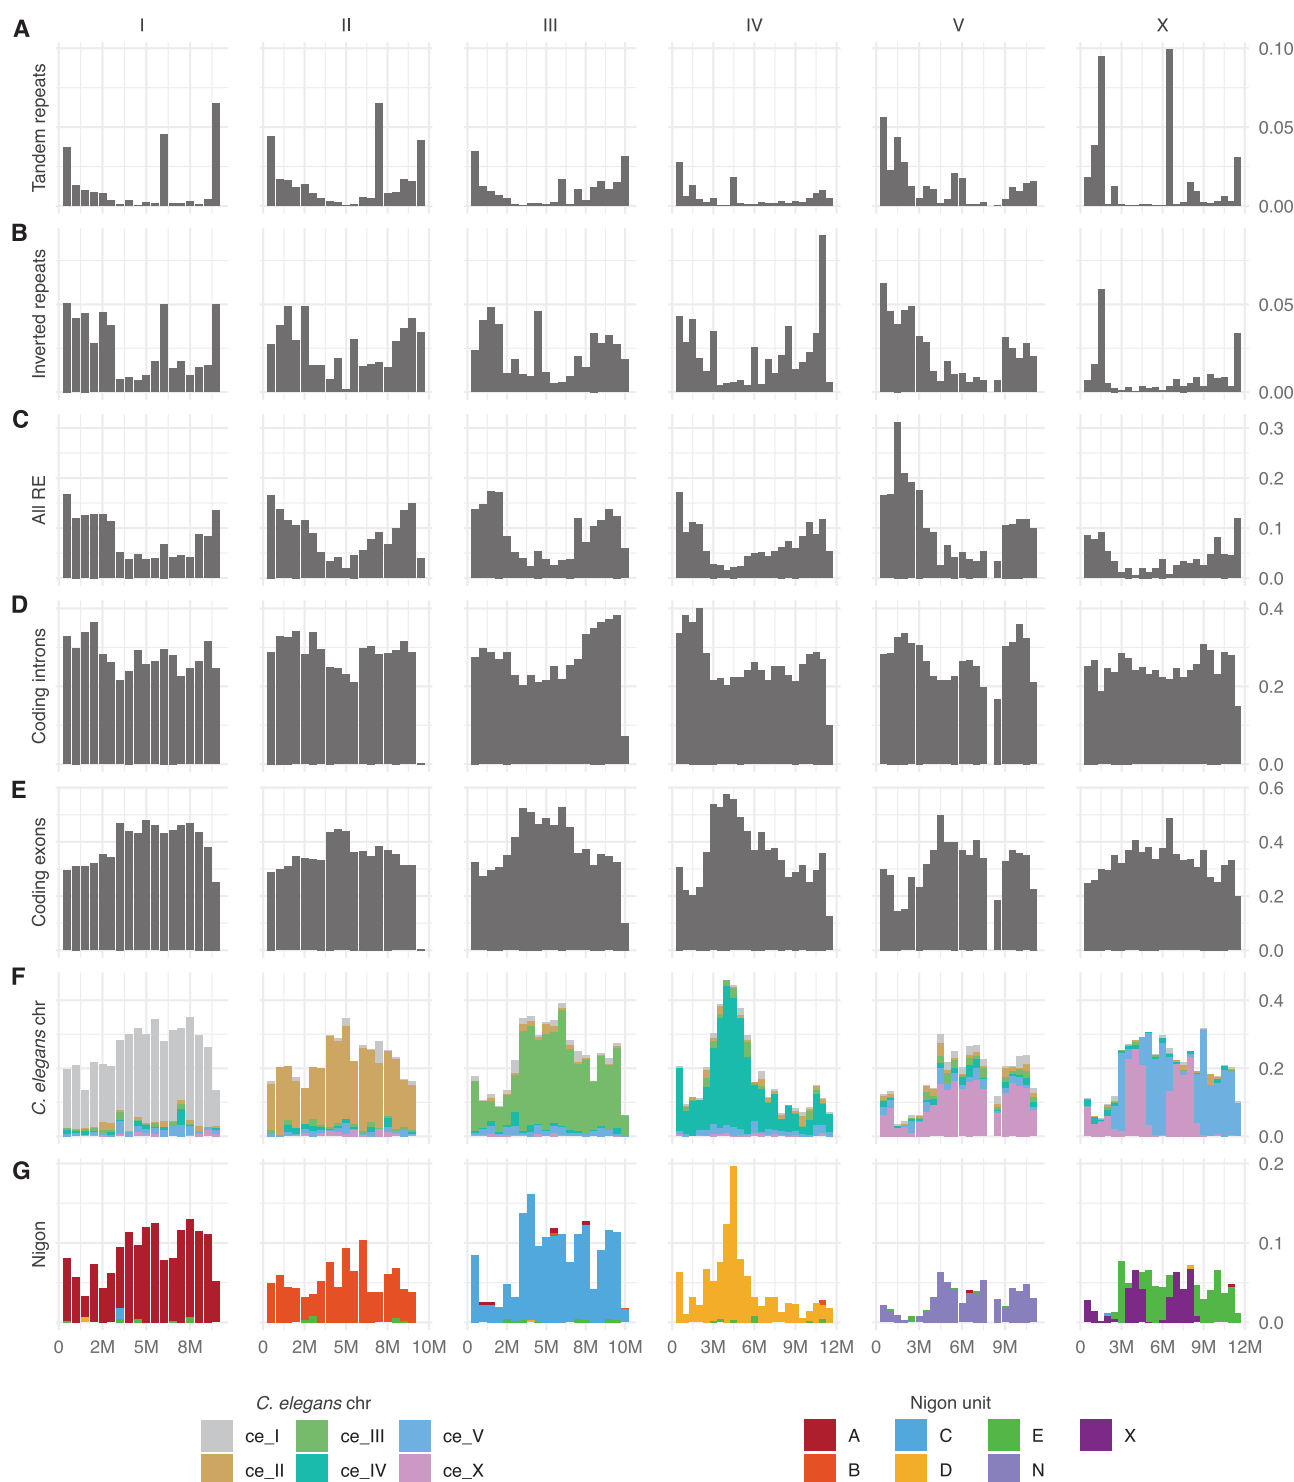 A
I II III IV V X
Tandem repeats
0.10
0.05
0.00
B
Inverted repeats
0.05
0.00
C
All RE
0.3
0.2
0.1
0.0
D
Coding introns
0.4
0.2
0.0
E
Coding exons
0.6
0.4
0.2
0.0
F
C. elegans chr
0.4
0.2
0.0
G
Nigon
0.2
0.1
0.0
0 2M 5M 8M 0 2M 5M 8M 10M 0 2M 5M 8M 10M 0 3M 6M 9M 12M 0 3M 6M 9M 0 3M 6M 9M 12M
C. elegans chr Nigon unit
ce_I ce_III ce_V A C E X
ce_II ce_IV ce_X B D N